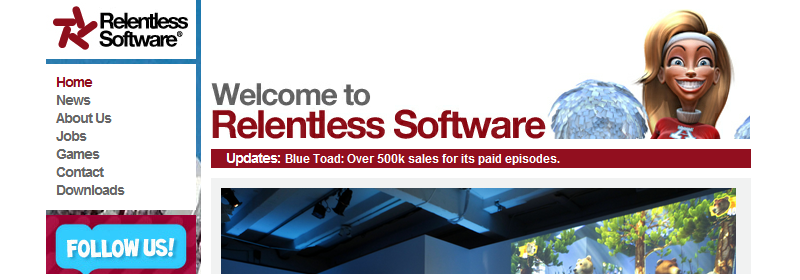 Relentless
Software®
Home
News
About Us
Jobs
Games
Contact
Downloads
FOLLOW US!
Welcome to
Relentless Software
Updates: Blue Toad: Over 500k sales for its paid episodes.